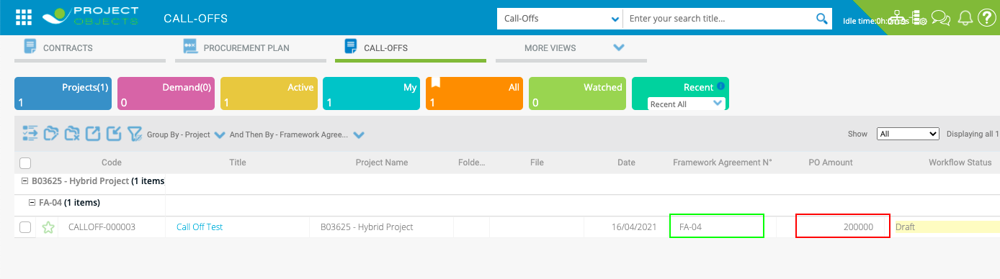 PROJECT
OBJECTS
CALL-OFFS
Call-Offs
Enter your search title...
Idle time:0h:
CONTRACTS
PROCUREMENT PLAN
CALL-OFFS
MORE VIEWS
Projects(1)
1
Demand(0)
0
Active
1
My
1
All
1
Watched
0
Recent
Recent All
Group By - Project
And Then By - Framework Agree...
Show
All
Displaying all 1
Code Title Project Name Folde... File Date Framework Agreement N° PO Amount Workflow Status
B03625 - Hybrid Project (1 items
FA-04 (1 items)
CALLOFF-000003 Call Off Test B03625 - Hybrid Project 16/04/2021 FA-04 200000 Draft